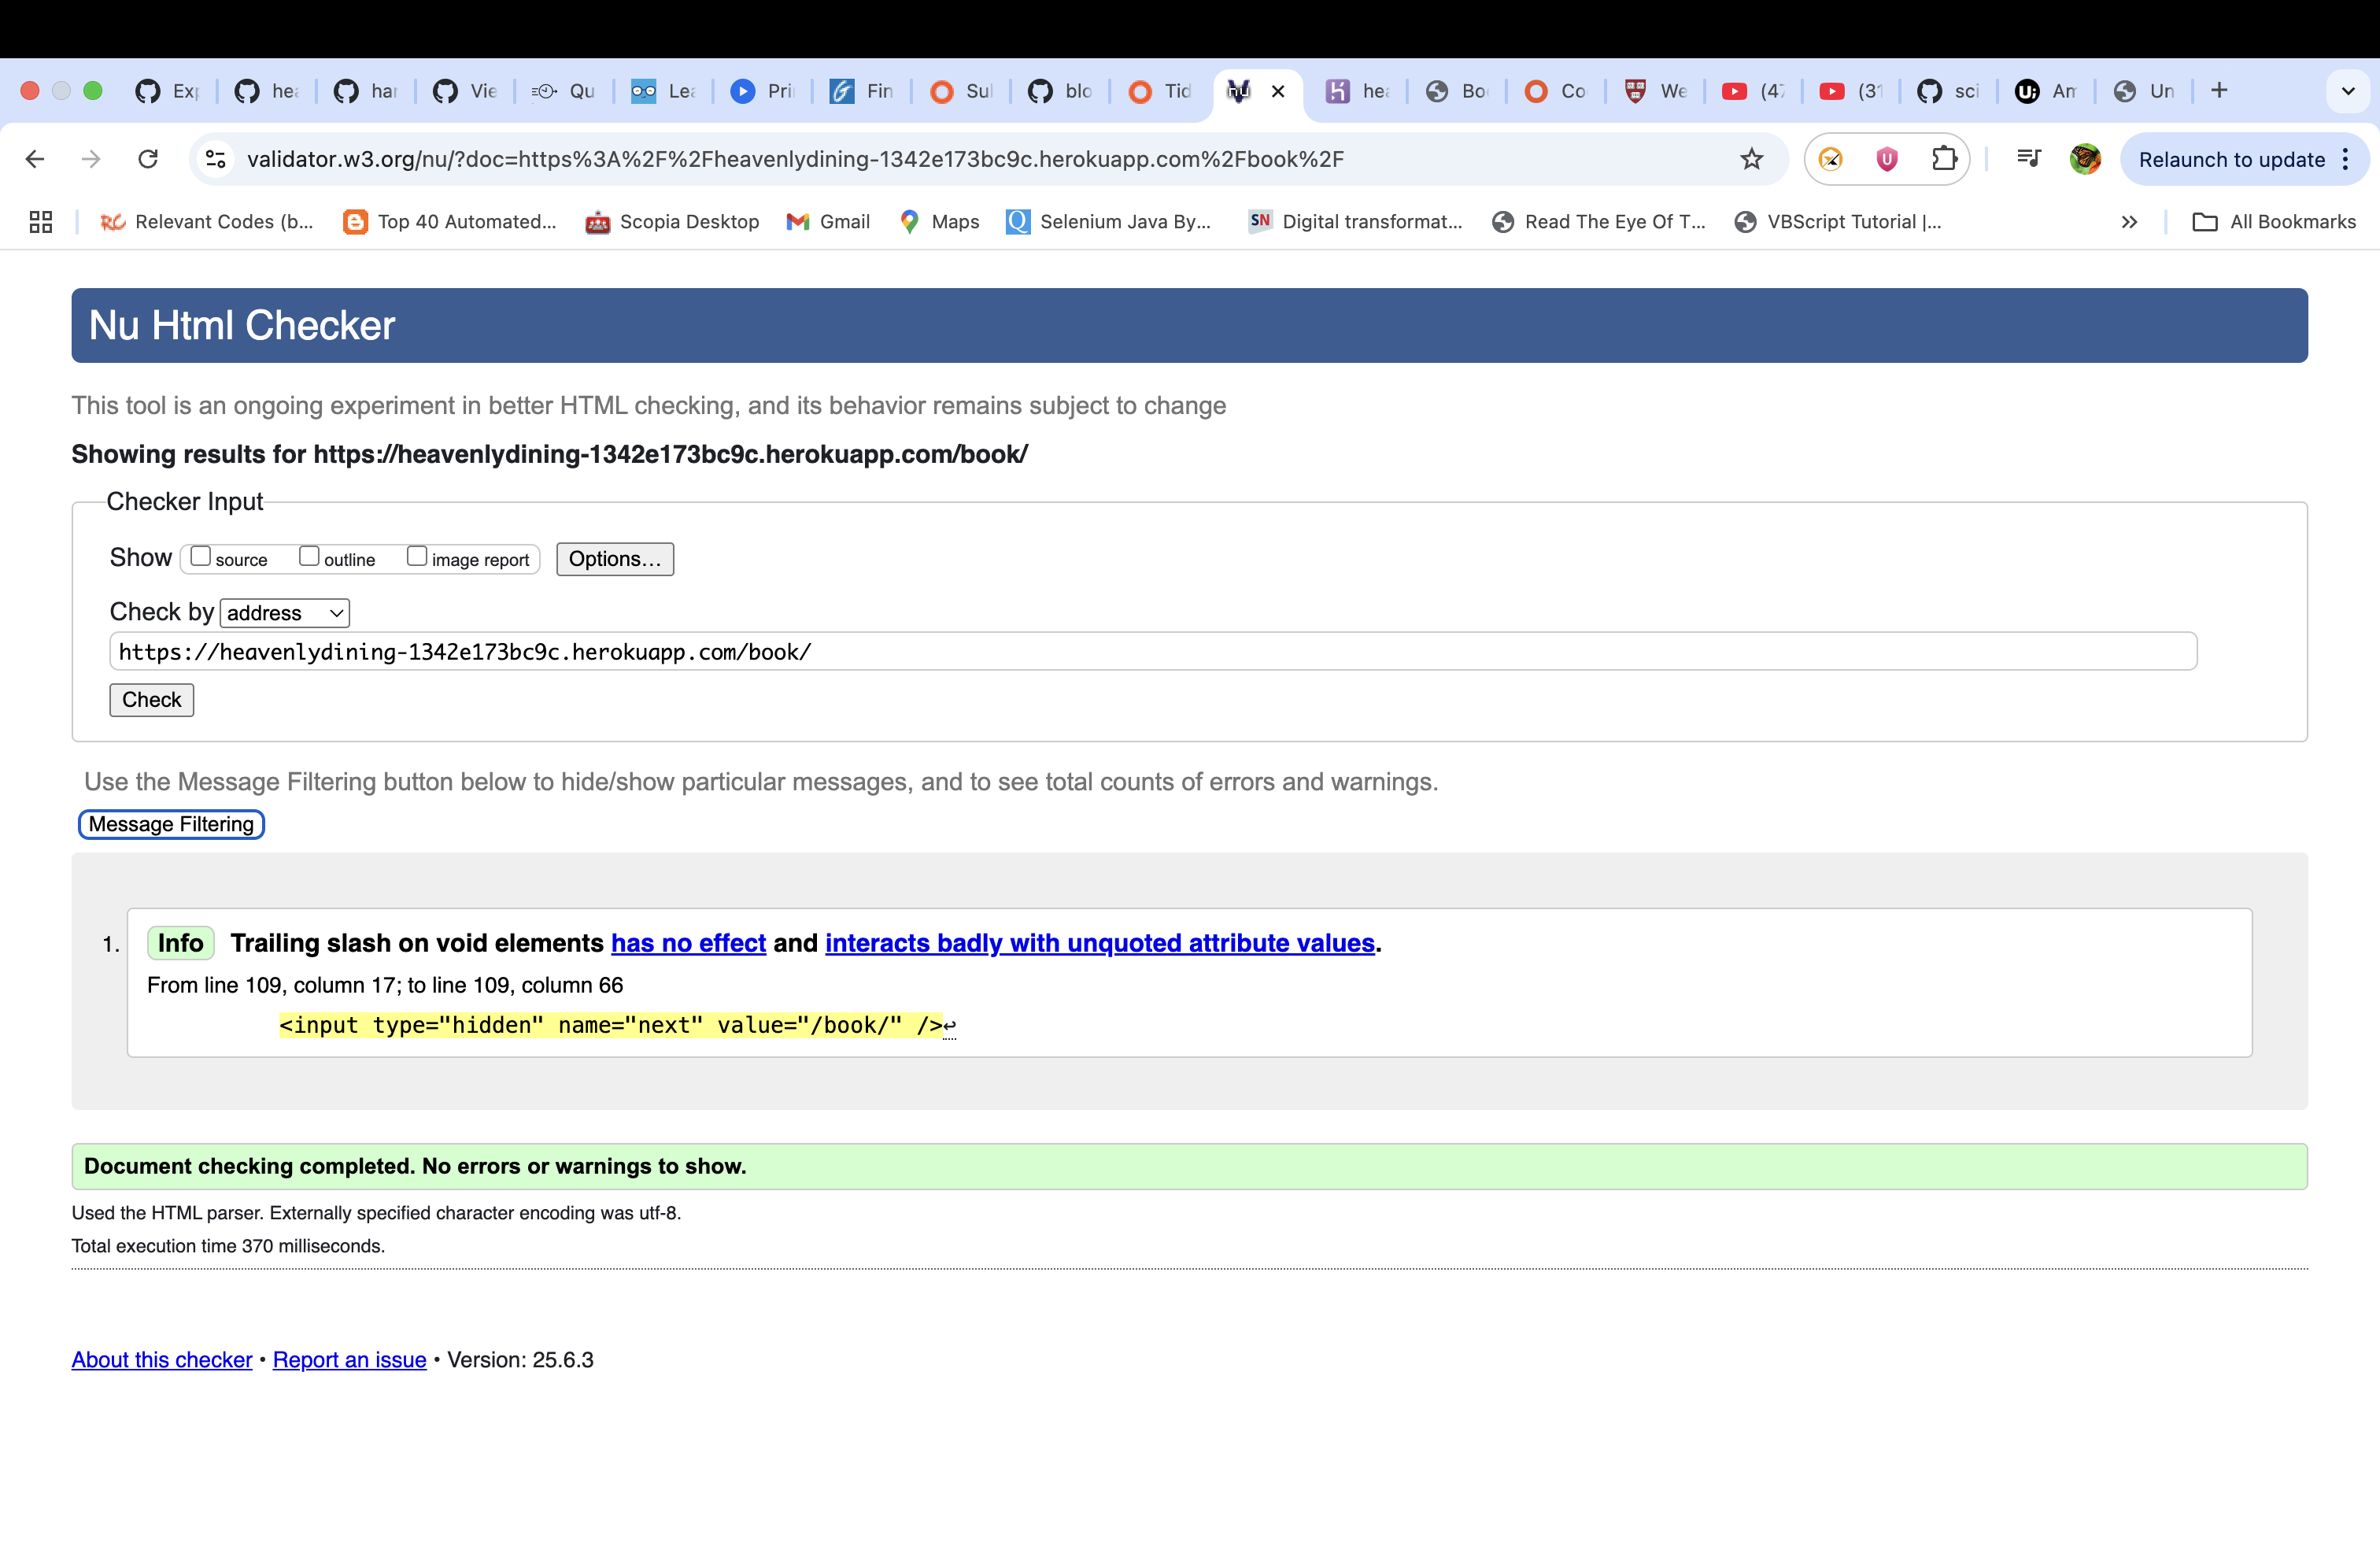 Exp hea har Vie Qu Lea Pri Fin Su blo Tid hea Bo Co We (47 (31 sci Am Un
validator.w3.org/nu/?doc=https%3A%2F%2Fheavenlydining-1342e173bc9c.herokuapp.com%2Fbook%2F Relaunch to update
Relevant Codes (b... Top 40 Automated... Scopia Desktop Gmail Maps Selenium Java By... SN Digital transformat... Read The Eye Of T... VBScript Tutorial |... » All Bookmarks
Nu Html Checker
This tool is an ongoing experiment in better HTML checking, and its behavior remains subject to change
Showing results for https://heavenlydining-1342e173bc9c.herokuapp.com/book/
Checker Input
Show source outline image report Options...
Check by address
https://heavenlydining-1342e173bc9c.herokuapp.com/book/
Check
Use the Message Filtering button below to hide/show particular messages, and to see total counts of errors and warnings.
Message Filtering
1. Info Trailing slash on void elements has no effect and interacts badly with unquoted attribute values.
From line 109, column 17; to line 109, column 66
<input type="hidden" name="next" value="/book/" />↩
Document checking completed. No errors or warnings to show.
Used the HTML parser. Externally specified character encoding was utf-8.
Total execution time 370 milliseconds.
About this checker • Report an issue • Version: 25.6.3